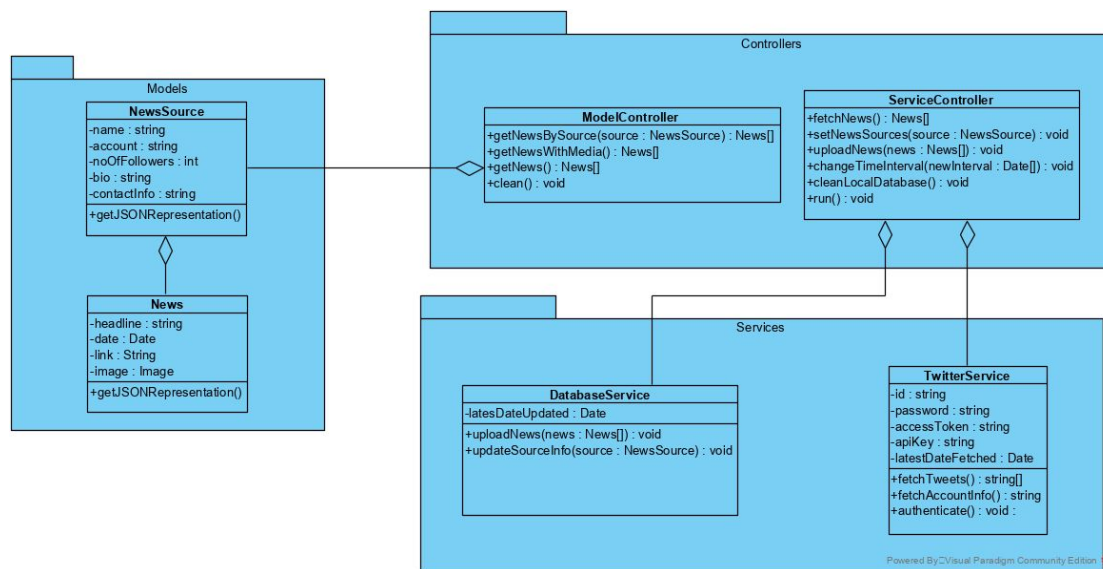 Models
NewsSource
-name : string
-account : string
-noOfFollowers : int
-bio : string
-contactInfo : string
+getJSONRepresentation()
News
-headline : string
-date : Date
-link : String
-image : Image
+getJSONRepresentation()
Controllers
ModelController
+getNewsBySource(source : NewsSource) : News[]
+getNewsWithMedia() : News[]
+getNews() : News[]
+clean() : void
ServiceController
+fetchNews() : News[]
+setNewsSources(source : NewsSource) : void
+uploadNews(news : News[]) : void
+changeTimeInterval(newInterval : Date[]) : void
+cleanLocalDatabase() : void
+run() : void
Services
DatabaseService
-latesDateUpdated : Date
+uploadNews(news : News[]) : void
+updateSourceInfo(source : NewsSource) : void
TwitterService
-id : string
-password : string
-accessToken : string
-apiKey : string
-latestDateFetched : Date
+fetchTweets() : string[]
+fetchAccountInfo() : string
+authenticate() : void :
Powered By Visual Paradigm Community Edition